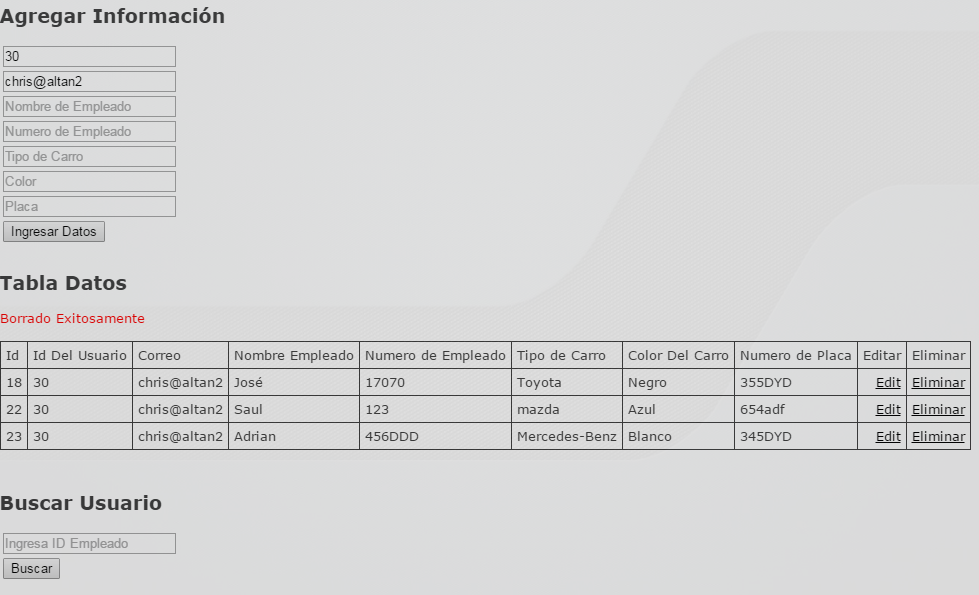 Agregar Información
30
chris@altan2
Nombre de Empleado
Numero de Empleado
Tipo de Carro
Color
Placa
Ingresar Datos
Tabla Datos
Borrado Exitosamente
Id Id Del Usuario Correo Nombre Empleado Numero de Empleado Tipo de Carro Color Del Carro Numero de Placa Editar Eliminar
18 30 chris@altan2 José 17070 Toyota Negro 355DYD Edit Eliminar
22 30 chris@altan2 Saul 123 mazda Azul 654adf Edit Eliminar
23 30 chris@altan2 Adrian 456DDD Mercedes-Benz Blanco 345DYD Edit Eliminar
Buscar Usuario
Ingresa ID Empleado
Buscar